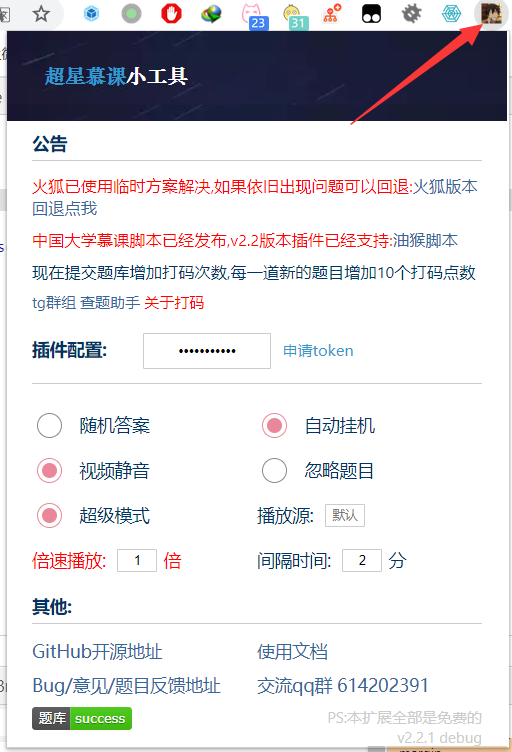 23
31
超星慕课小工具
公告
火狐已使用临时方案解决,如果依旧出现问题可以回退:火狐版本
回退点我
中国大学慕课脚本已经发布,v2.2版本插件已经支持:油猴脚本
现在提交题库增加打码次数,每一道新的题目增加10个打码点数
tg群组 查题助手 关于打码
插件配置: ••••••••••• 申请token
随机答案 自动挂机
视频静音 忽略题目
超级模式 播放源: 默认
倍速播放: 1 倍 间隔时间: 2 分
其他:
GitHub开源地址 使用文档
Bug/意见/题目反馈地址 交流qq群 614202391
题库 success
PS:本扩展全部是免费的
v2.2.1 debug